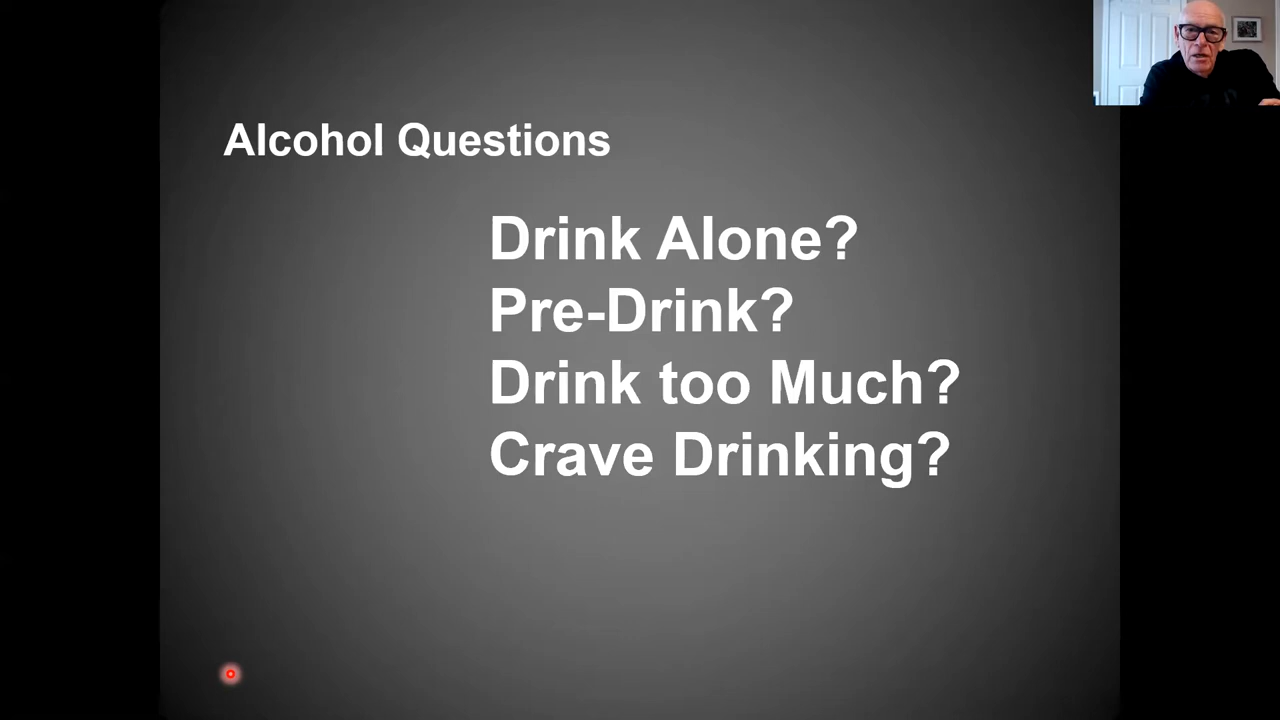 Alcohol Questions
Drink Alone?
Pre-Drink?
Drink too Much?
Crave Drinking?